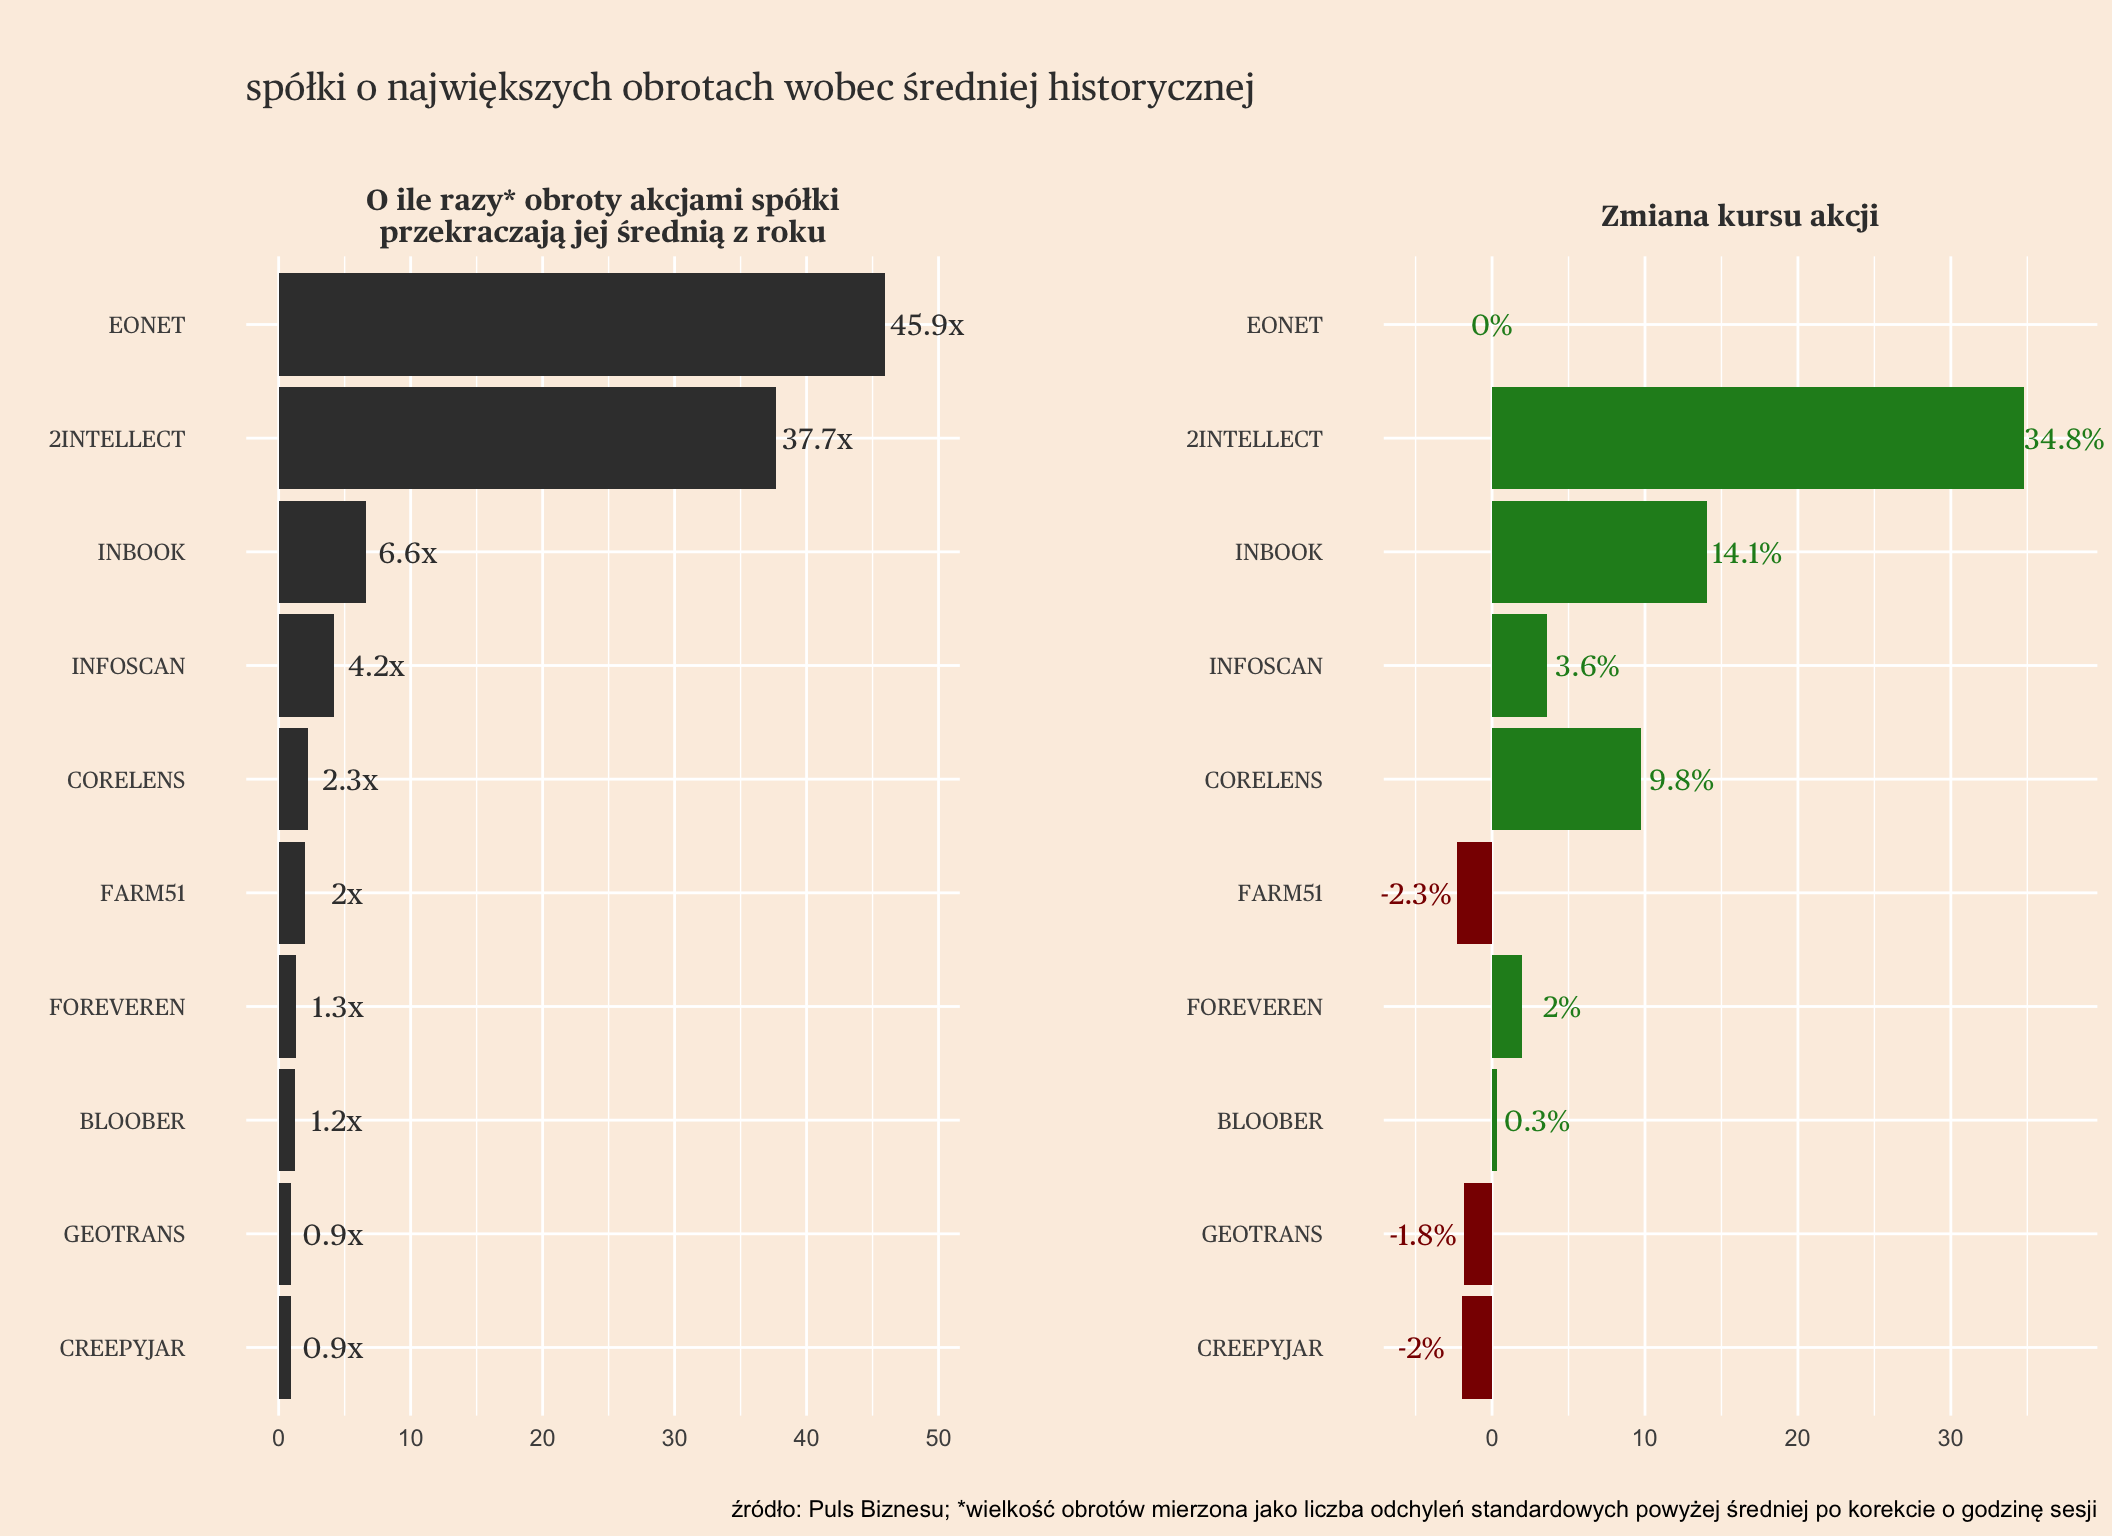 spółki o największych obrotach wobec średniej historycznej
O ile razy* obroty akcjami spółki
przekraczają jej średnią z roku
EONET 45.9x
2INTELLECT 37.7x
INBOOK 6.6x
INFOSCAN 4.2x
CORELENS 2.3x
FARM51 2x
FOREVEREN 1.3x
BLOOBER 1.2x
GEOTRANS 0.9x
CREEPYJAR 0.9x
0 10 20 30 40 50
Zmiana kursu akcji
EONET 0%
2INTELLECT 34.8%
INBOOK 14.1%
INFOSCAN 3.6%
CORELENS 9.8%
FARM51 -2.3%
FOREVEREN 2%
BLOOBER 0.3%
GEOTRANS -1.8%
CREEPYJAR -2%
0 10 20 30
źródło: Puls Biznesu; *wielkość obrotów mierzona jako liczba odchyleń standardowych powyżej średniej po korekcie o godzinę sesji